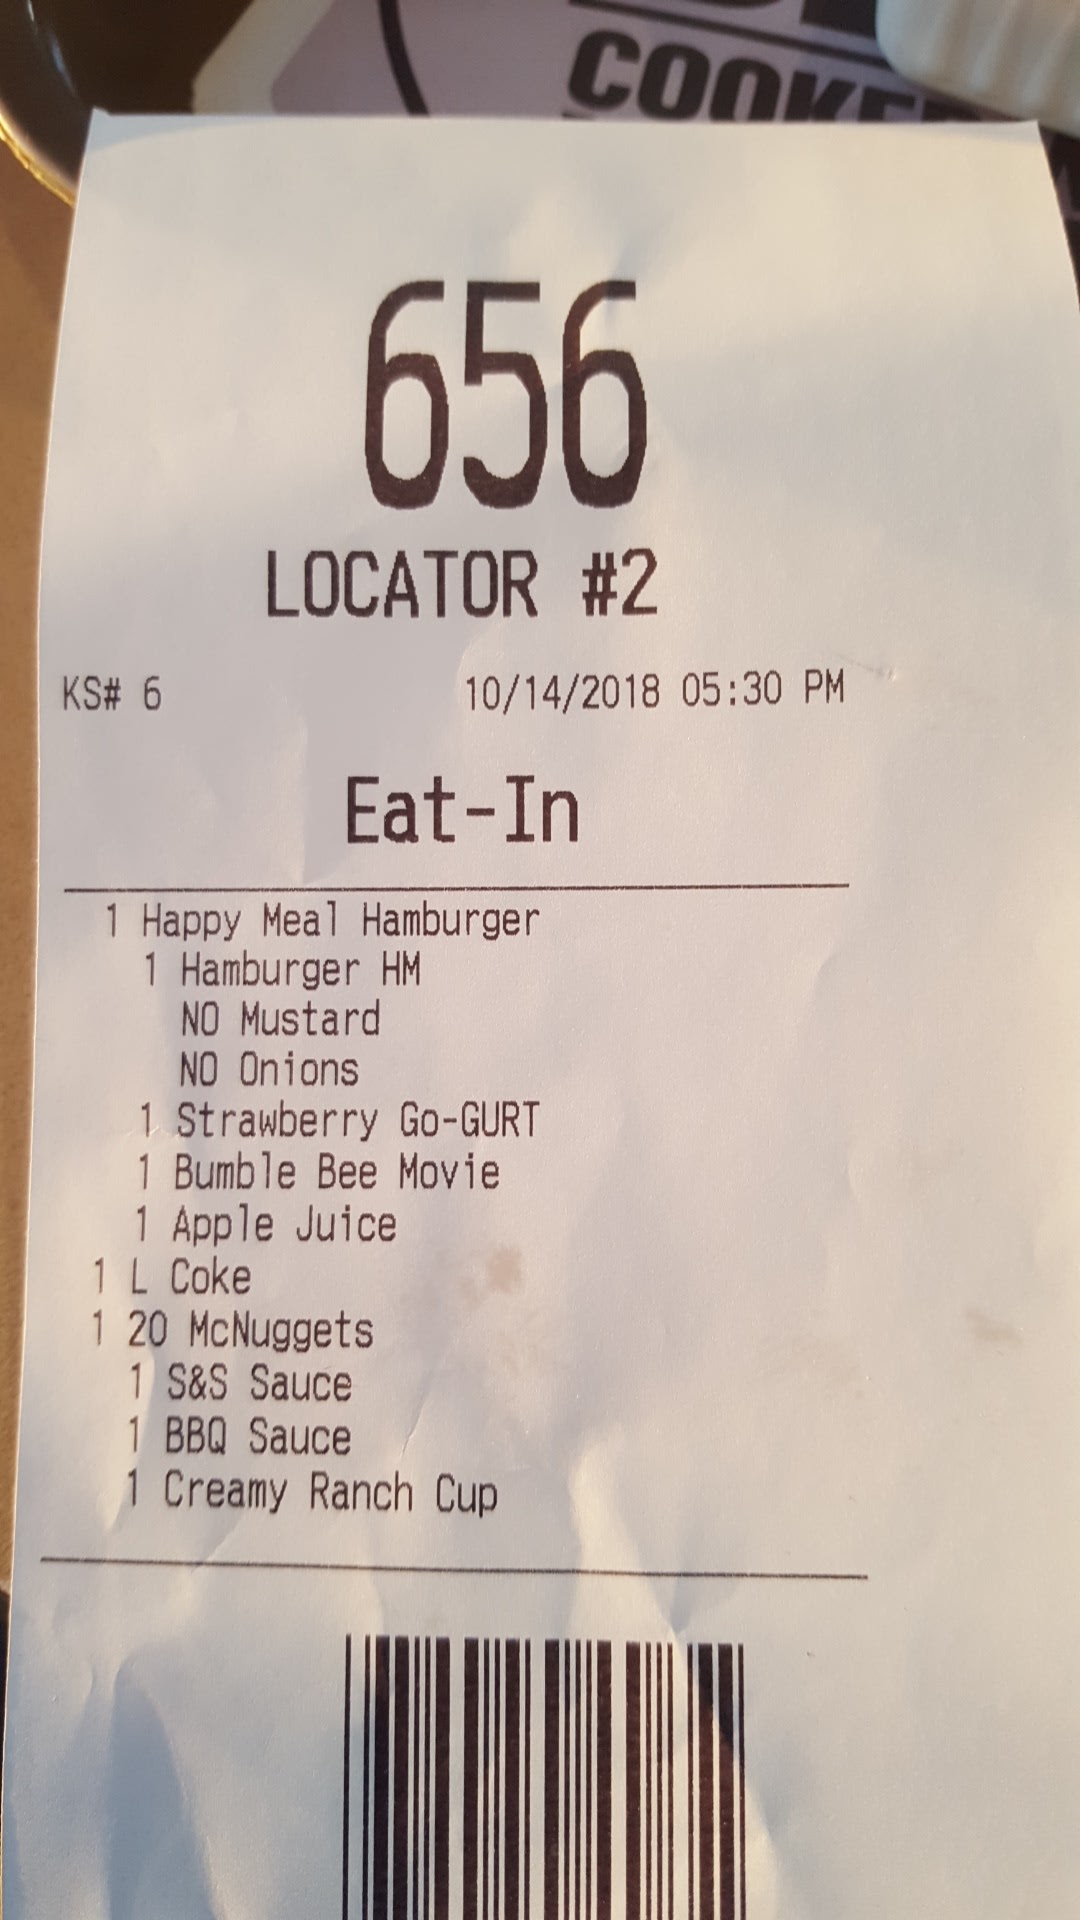 COOKE
656
LOCATOR #2
KS# 6 10/14/2018 05:30 PM
Eat-In
1 Happy Meal Hamburger
1 Hamburger HM
NO Mustard
NO Onions
1 Strawberry Go-GURT
1 Bumble Bee Movie
1 Apple Juice
1 L Coke
1 20 McNuggets
1 S&S Sauce
1 BBQ Sauce
1 Creamy Ranch Cup